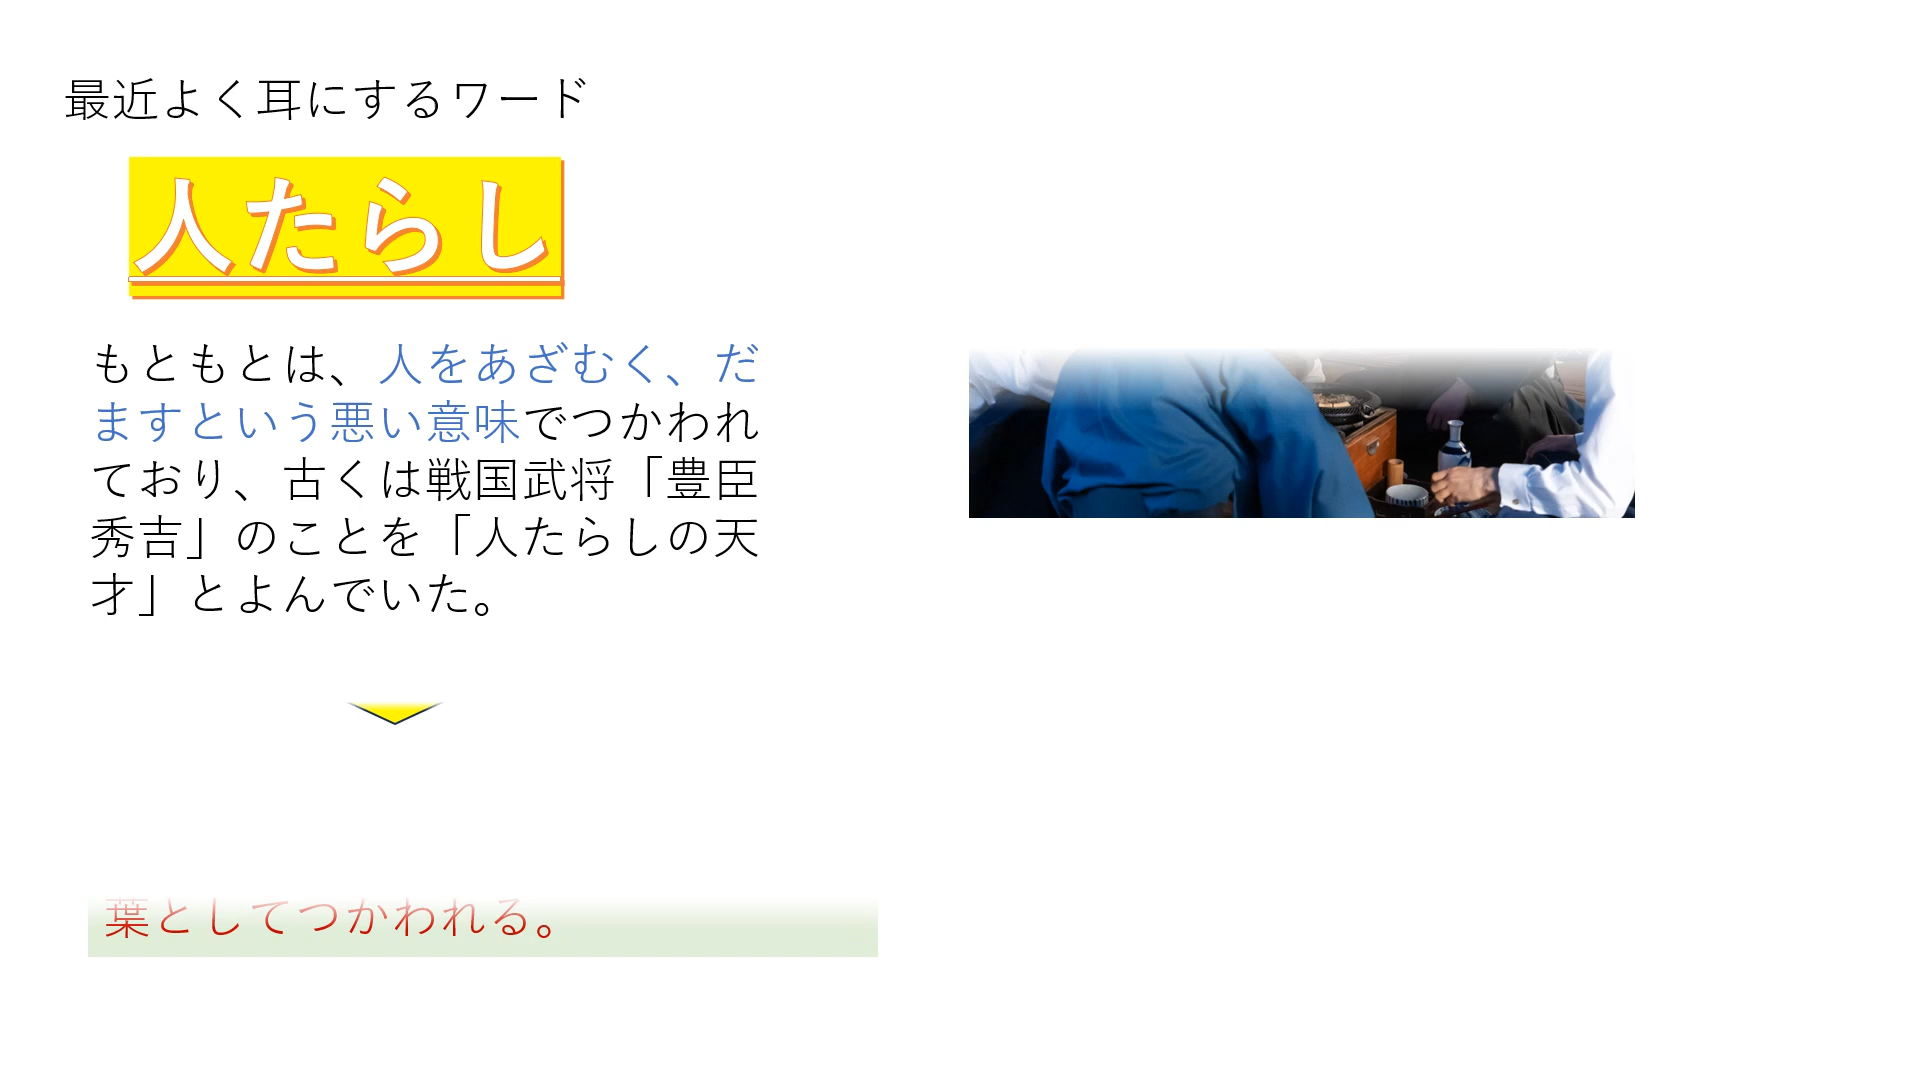 最近よく耳にするワード
人たらし
もともとは、人をあざむく、だ
ますという悪い意味でつかわれ
ており、古くは戦国武将「豊臣
秀吉」のことを「人たらしの天
才」とよんでいた。
葉としてつかわれる。